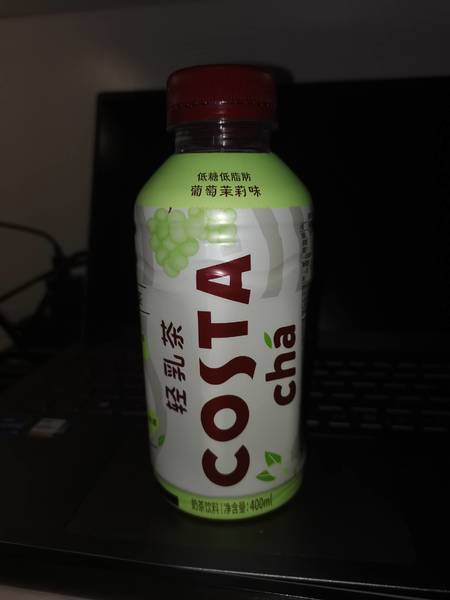 低糖低脂肪
葡萄茉莉味
轻乳茶
COSTA
chá
奶茶饮料|净含量:400ml